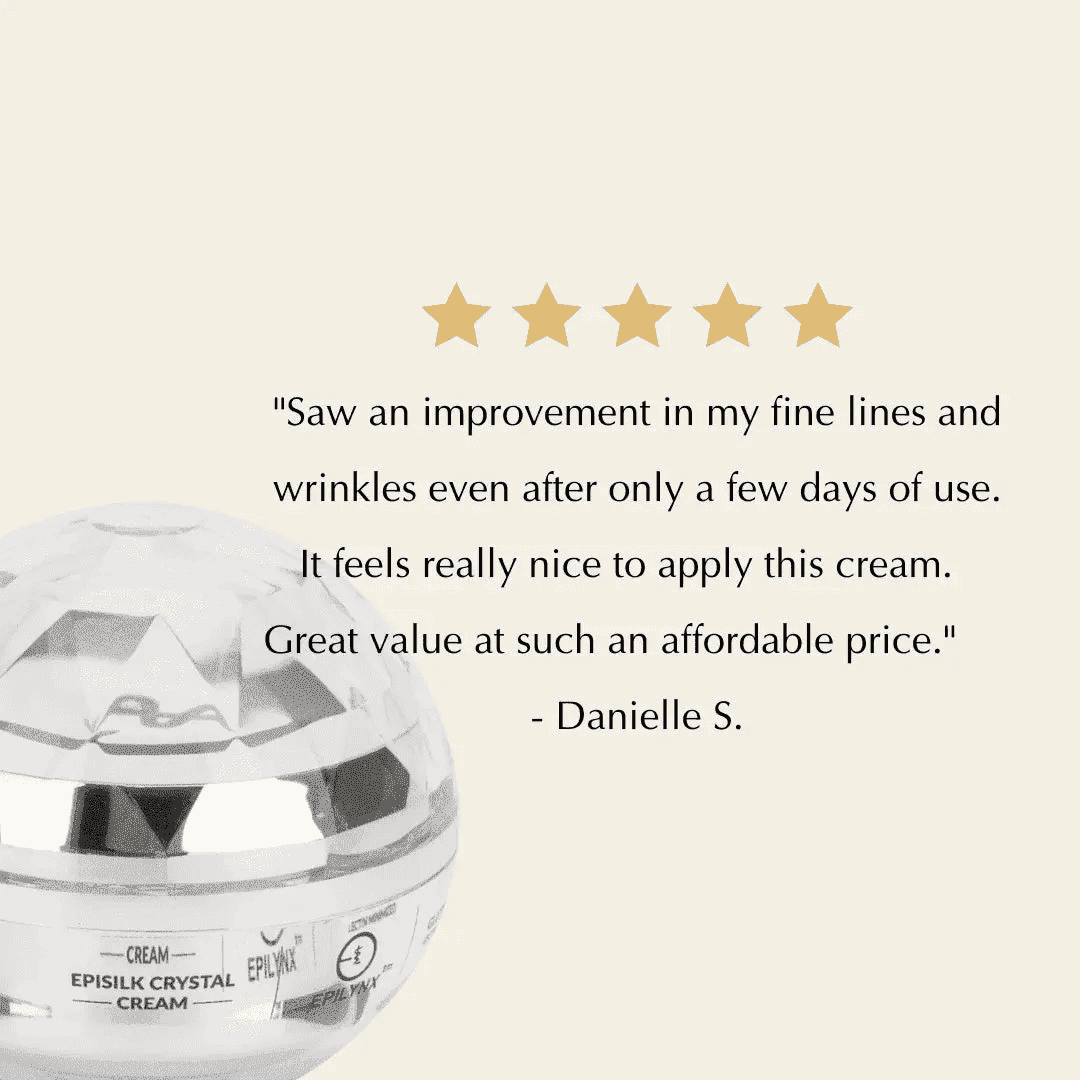 "Saw an improvement in my fine lines and
wrinkles even after only a few days of use.
It feels really nice to apply this cream.
Great value at such an affordable price."
- Danielle S.
CREAM
EPISILK CRYSTAL
CREAM
EPILYNX
LECTIN MINIMIZED
EPILYNX